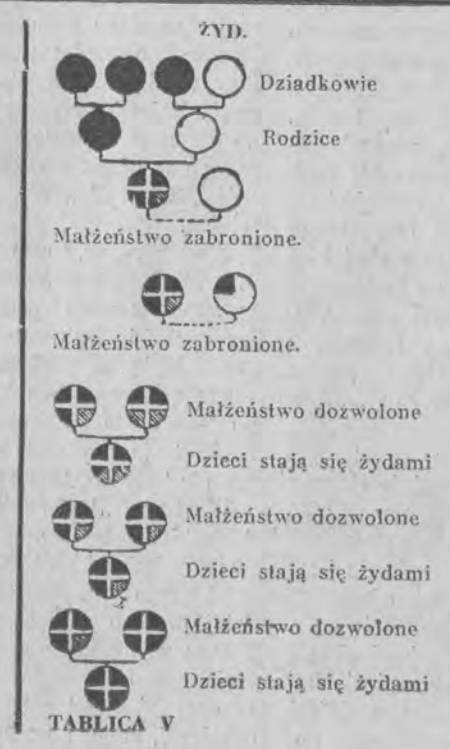 ŻYD.
Dziadkowie
Rodzice
Małżeństwo zabronione.
Małżeństwo zabronione.
Małżeństwo dozwolone
Dzieci stają się żydami
Małżeństwo dozwolone
Dzieci stają się żydami
Małżeństwo dozwolone
Dzieci stają się żydami
TABLICA V